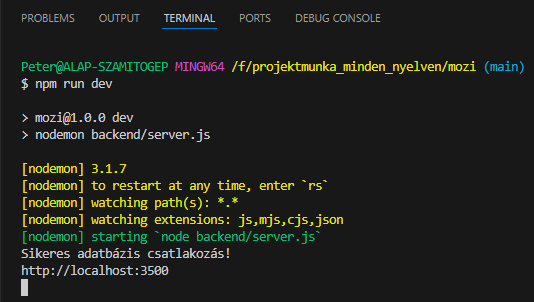 PROBLEMS OUTPUT TERMINAL PORTS DEBUG CONSOLE
Peter@ALAP-SZAMITOGEP MINGW64 /f/projektmunka_minden_nyelven/mozi (main)
$ npm run dev
> mozi@1.0.0 dev
> nodemon backend/server.js
[nodemon] 3.1.7
[nodemon] to restart at any time, enter `rs`
[nodemon] watching path(s): *.*
[nodemon] watching extensions: js,mjs,cjs,json
[nodemon] starting `node backend/server.js`
Sikeres adatbázis csatlakozás!
http://localhost:3500